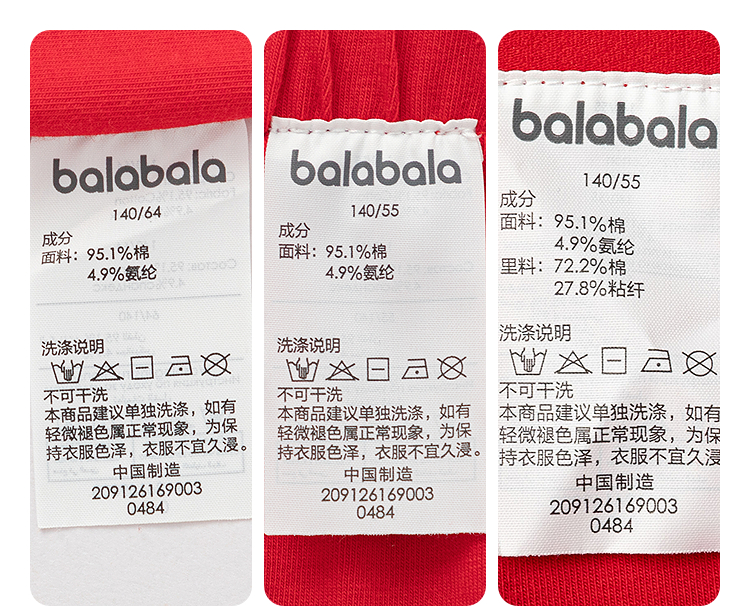 balabala
140/64
成分
面料：95.1%棉
4.9%氨纶
洗涤说明
不可干洗
本商品建议单独洗涤，如有
轻微褪色属正常现象，为保
持衣服色泽，衣服不宜久浸。
中国制造
209126169003
0484
balabala
140/55
成分
面料：95.1%棉
4.9%氨纶
洗涤说明
不可干洗
本商品建议单独洗涤，如有
轻微褪色属正常现象，为保
持衣服色泽，衣服不宜久浸。
中国制造
209126169003
0484
balabala
140/55
成分
面料：95.1%棉
4.9%氨纶
里料：72.2%棉
27.8%粘纤
洗涤说明
不可干洗
本商品建议单独洗涤，如有
轻微褪色属正常现象，为保
持衣服色泽，衣服不宜久浸
中国制造
209126169003
0484